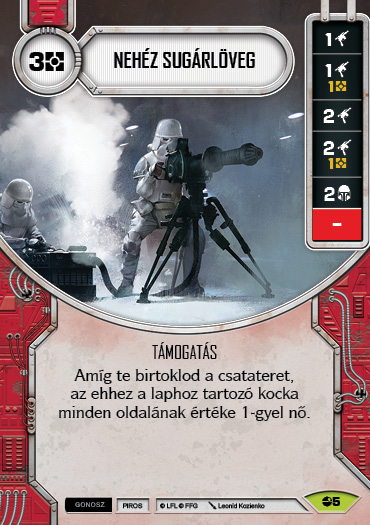 3
NEHÉZ SUGÁRLÖVEG
1
1
1
2
2
1
2
–
TÁMOGATÁS
Amíg te birtoklod a csatateret,
az ehhez a laphoz tartozó kocka
minden oldalának értéke 1-gyel nő.
GONOSZ PIROS © LFL © FFG Leonid Kozienko 5